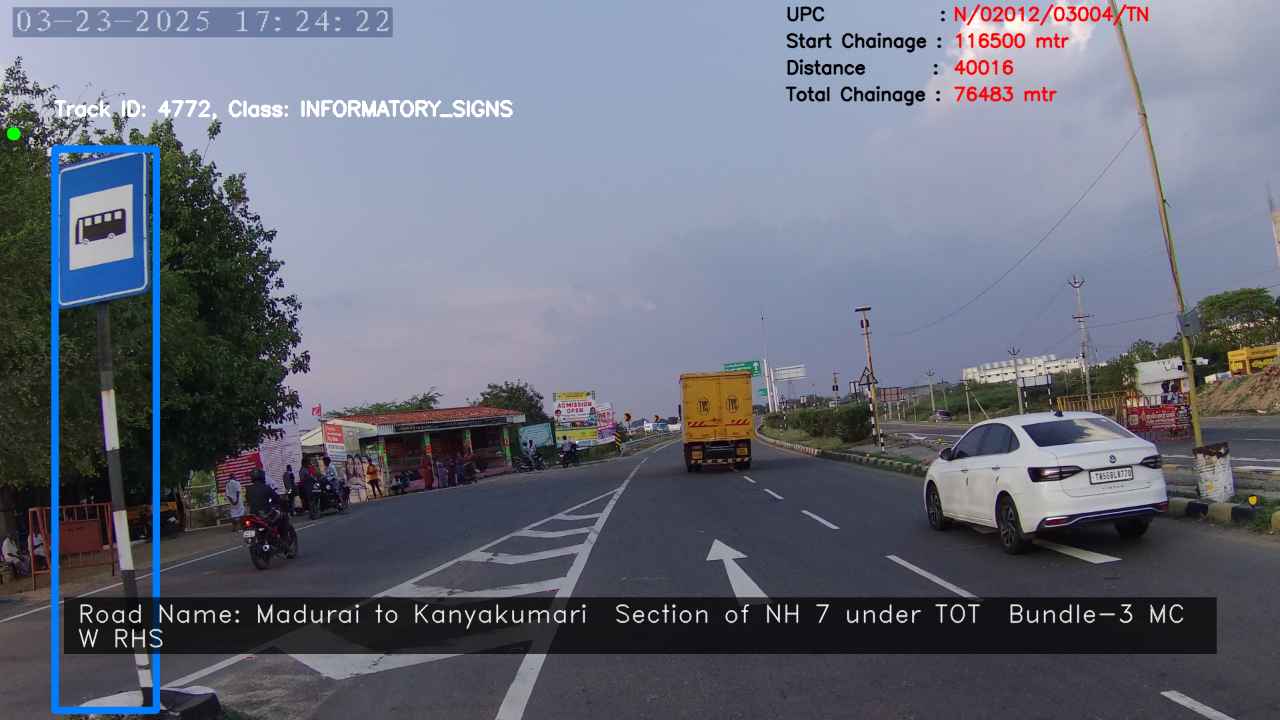 03-23-2025 17:24:22
UPC : N/02012/03004/TN
Start Chainage : 116500 mtr
Distance : 40016
Total Chainage : 76483 mtr
Track ID: 4772, Class: INFORMATORY_SIGNS
ADMISSION
OPEN
Road Name: Madurai to Kanyakumari Section of NH 7 under TOT Bundle-3 MC
W RHS